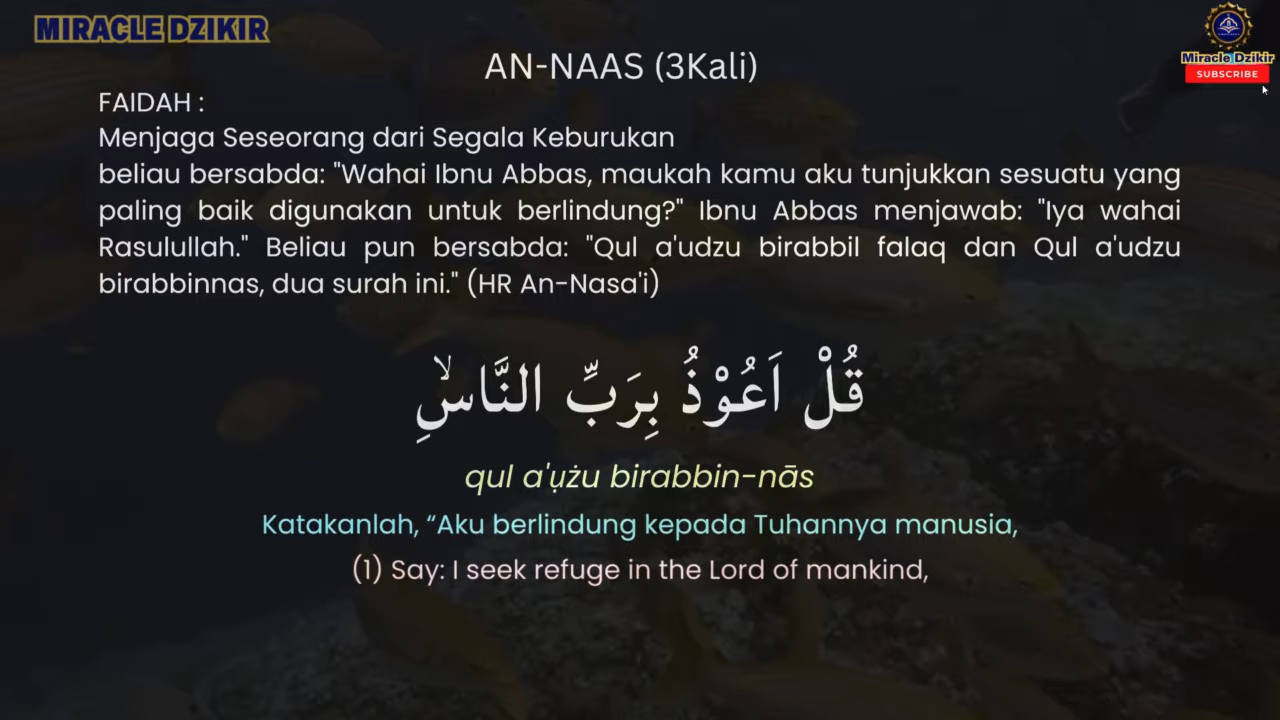 MIRACLE DZIKIR
Miracle Dzikir
SUBSCRIBE
AN-NAAS (3Kali)
FAIDAH :
Menjaga Seseorang dari Segala Keburukan
beliau bersabda: "Wahai Ibnu Abbas, maukah kamu aku tunjukkan sesuatu yang
paling baik digunakan untuk berlindung?" Ibnu Abbas menjawab: "Iya wahai
Rasulullah." Beliau pun bersabda: "Qul a'udzu birabbil falaq dan Qul a'udzu
birabbinnas, dua surah ini." (HR An-Nasa'i)
قُلْ اَعُوْذُ بِرَبِّ النَّاسِۙ
qul a'ụżu birabbin-nās
Katakanlah, “Aku berlindung kepada Tuhannya manusia,
(1) Say: I seek refuge in the Lord of mankind,